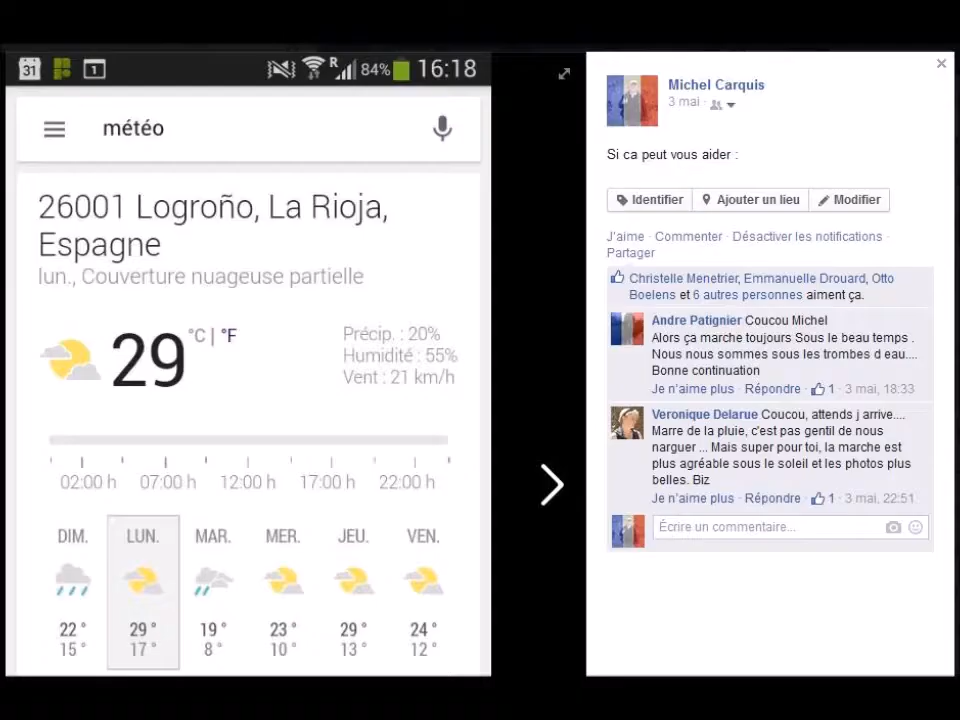 31
1
R
84%
16:18
météo
26001 Logroño, La Rioja,
Espagne
lun., Couverture nuageuse partielle
29
°C | °F
Précip. : 20%
Humidité : 55%
Vent : 21 km/h
02:00 h 07:00 h 12:00 h 17:00 h 22:00 h
DIM. LUN. MAR. MER. JEU. VEN.
22° 29° 19° 23° 29° 24°
15° 17° 8° 10° 13° 12°
Michel Carquis
3 mai ·
Si ca peut vous aider :
Identifier Ajouter un lieu Modifier
J'aime · Commenter · Désactiver les notifications ·
Partager
Christelle Menetrier, Emmanuelle Drouard, Otto
Boelens et 6 autres personnes aiment ça.
Andre Patignier Coucou Michel
Alors ça marche toujours Sous le beau temps .
Nous nous sommes sous les trombes d eau....
Bonne continuation
Je n'aime plus · Répondre · 1 · 3 mai, 18:33
Veronique Delarue Coucou, attends j arrive....
Marre de la pluie, c'est pas gentil de nous
narguer ... Mais super pour toi, la marche est
plus agréable sous le soleil et les photos plus
belles. Biz
Je n'aime plus · Répondre · 1 · 3 mai, 22:51
Écrire un commentaire...